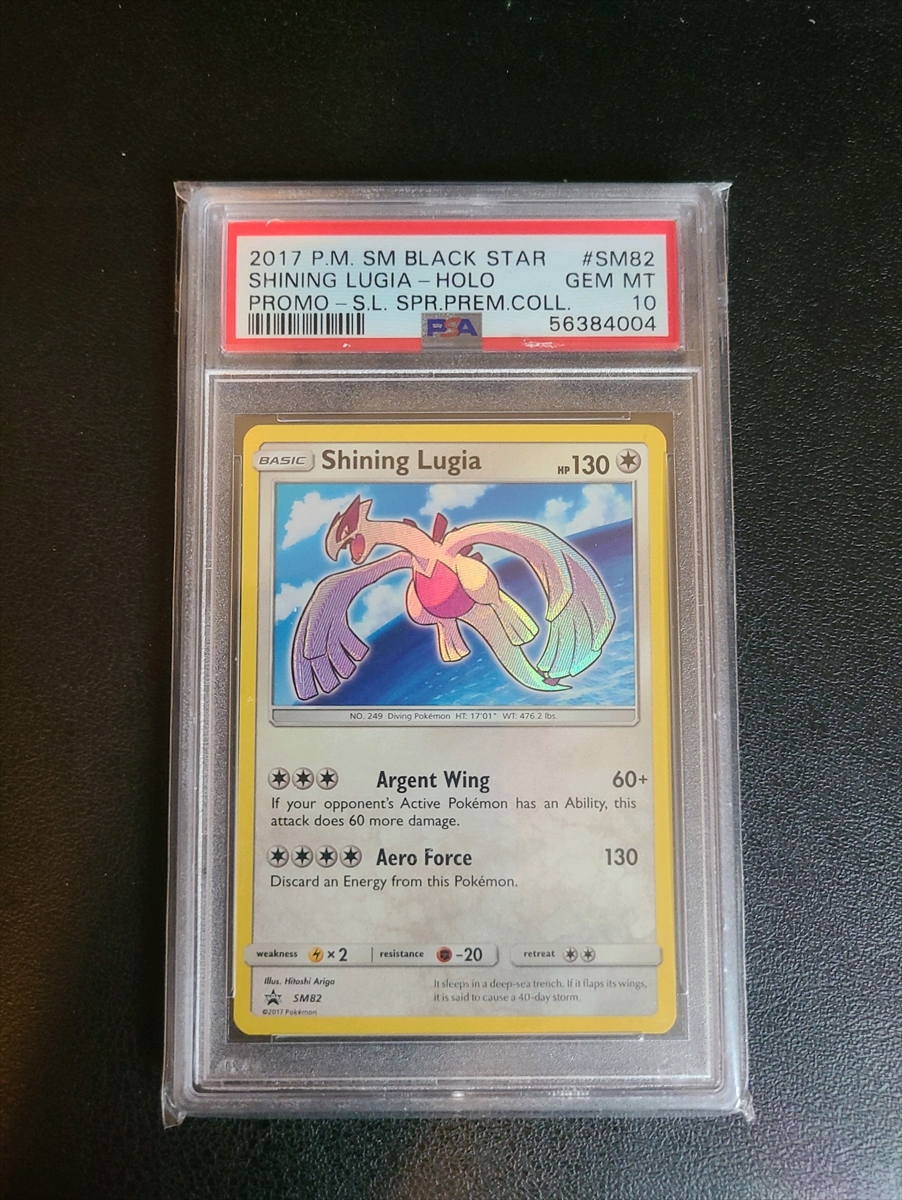 2017 P.M. SM BLACK STAR #SM82
SHINING LUGIA - HOLO GEM MT
PROMO - S.L. SPR.PREM.COLL. 10
PSA 56384004
BASIC Shining Lugia HP 130
NO. 249 Diving Pokémon HT: 17'01" WT: 476.2 lbs.
Argent Wing 60+
If your opponent's Active Pokémon has an Ability, this
attack does 60 more damage.
Aero Force 130
Discard an Energy from this Pokémon.
weakness ×2 resistance -20 retreat
Illus. Hitoshi Ariga
SM82
©2017 Pokémon
It sleeps in a deep-sea trench. If it flaps its wings,
it is said to cause a 40-day storm.